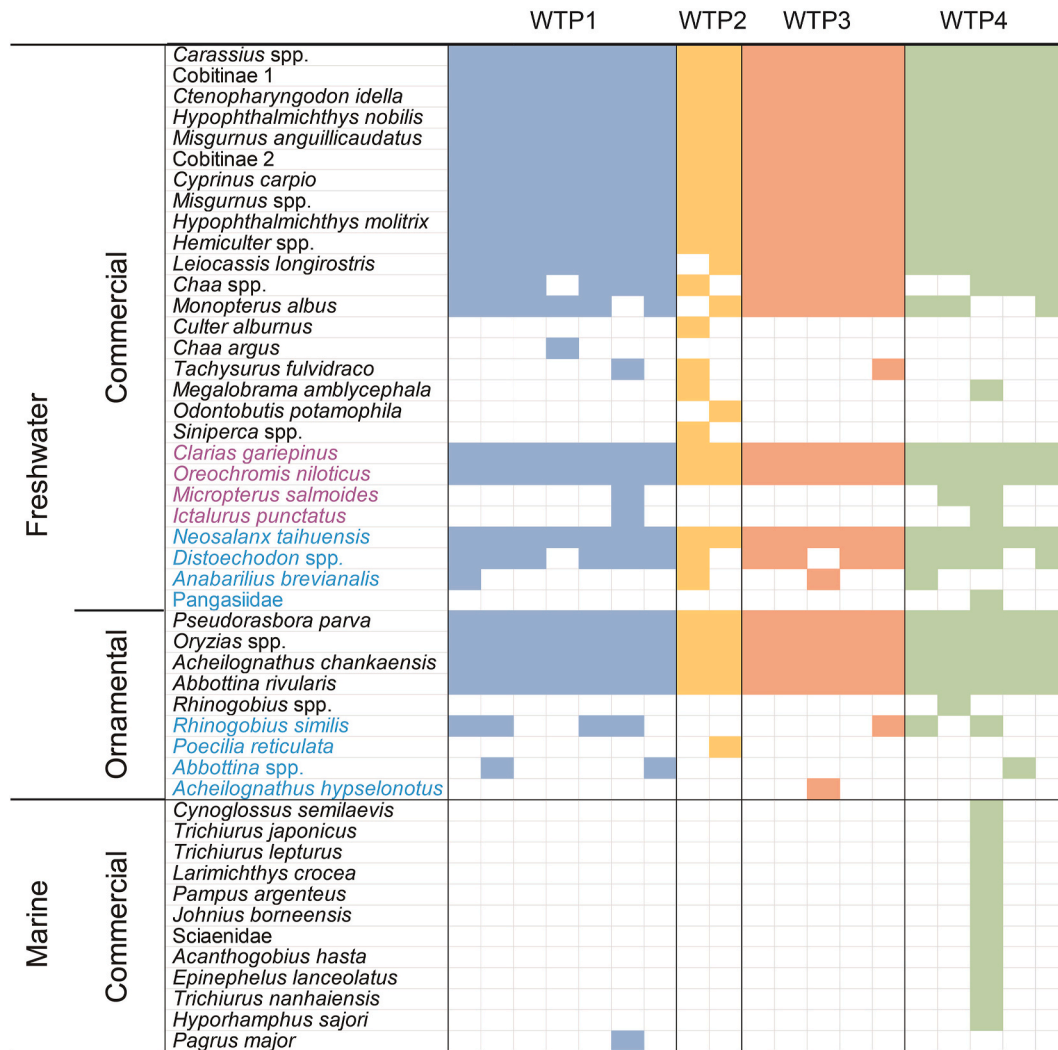 WTP1 WTP2 WTP3 WTP4
Freshwater
Commercial
Carassius spp.
Cobitinae 1
Ctenopharyngodon idella
Hypophthalmichthys nobilis
Misgurnus anguillicaudatus
Cobitinae 2
Cyprinus carpio
Misgurnus spp.
Hypophthalmichthys molitrix
Hemiculter spp.
Leiocassis longirostris
Chaa spp.
Monopterus albus
Culter alburnus
Chaa argus
Tachysurus fulvidraco
Megalobrama amblycephala
Odontobutis potamophila
Siniperca spp.
Clarias gariepinus
Oreochromis niloticus
Micropterus salmoides
Ictalurus punctatus
Neosalanx taihuensis
Distoechodon spp.
Anabarilius brevianalis
Pangasiidae
Ornamental
Pseudorasbora parva
Oryzias spp.
Acheilognathus chankaensis
Abbottina rivularis
Rhinogobius spp.
Rhinogobius similis
Poecilia reticulata
Abbottina spp.
Acheilognathus hypselonotus
Marine
Commercial
Cynoglossus semilaevis
Trichiurus japonicus
Trichiurus lepturus
Larimichthys crocea
Pampus argenteus
Johnius borneensis
Sciaenidae
Acanthogobius hasta
Epinephelus lanceolatus
Trichiurus nanhaiensis
Hyporhamphus sajori
Pagrus major